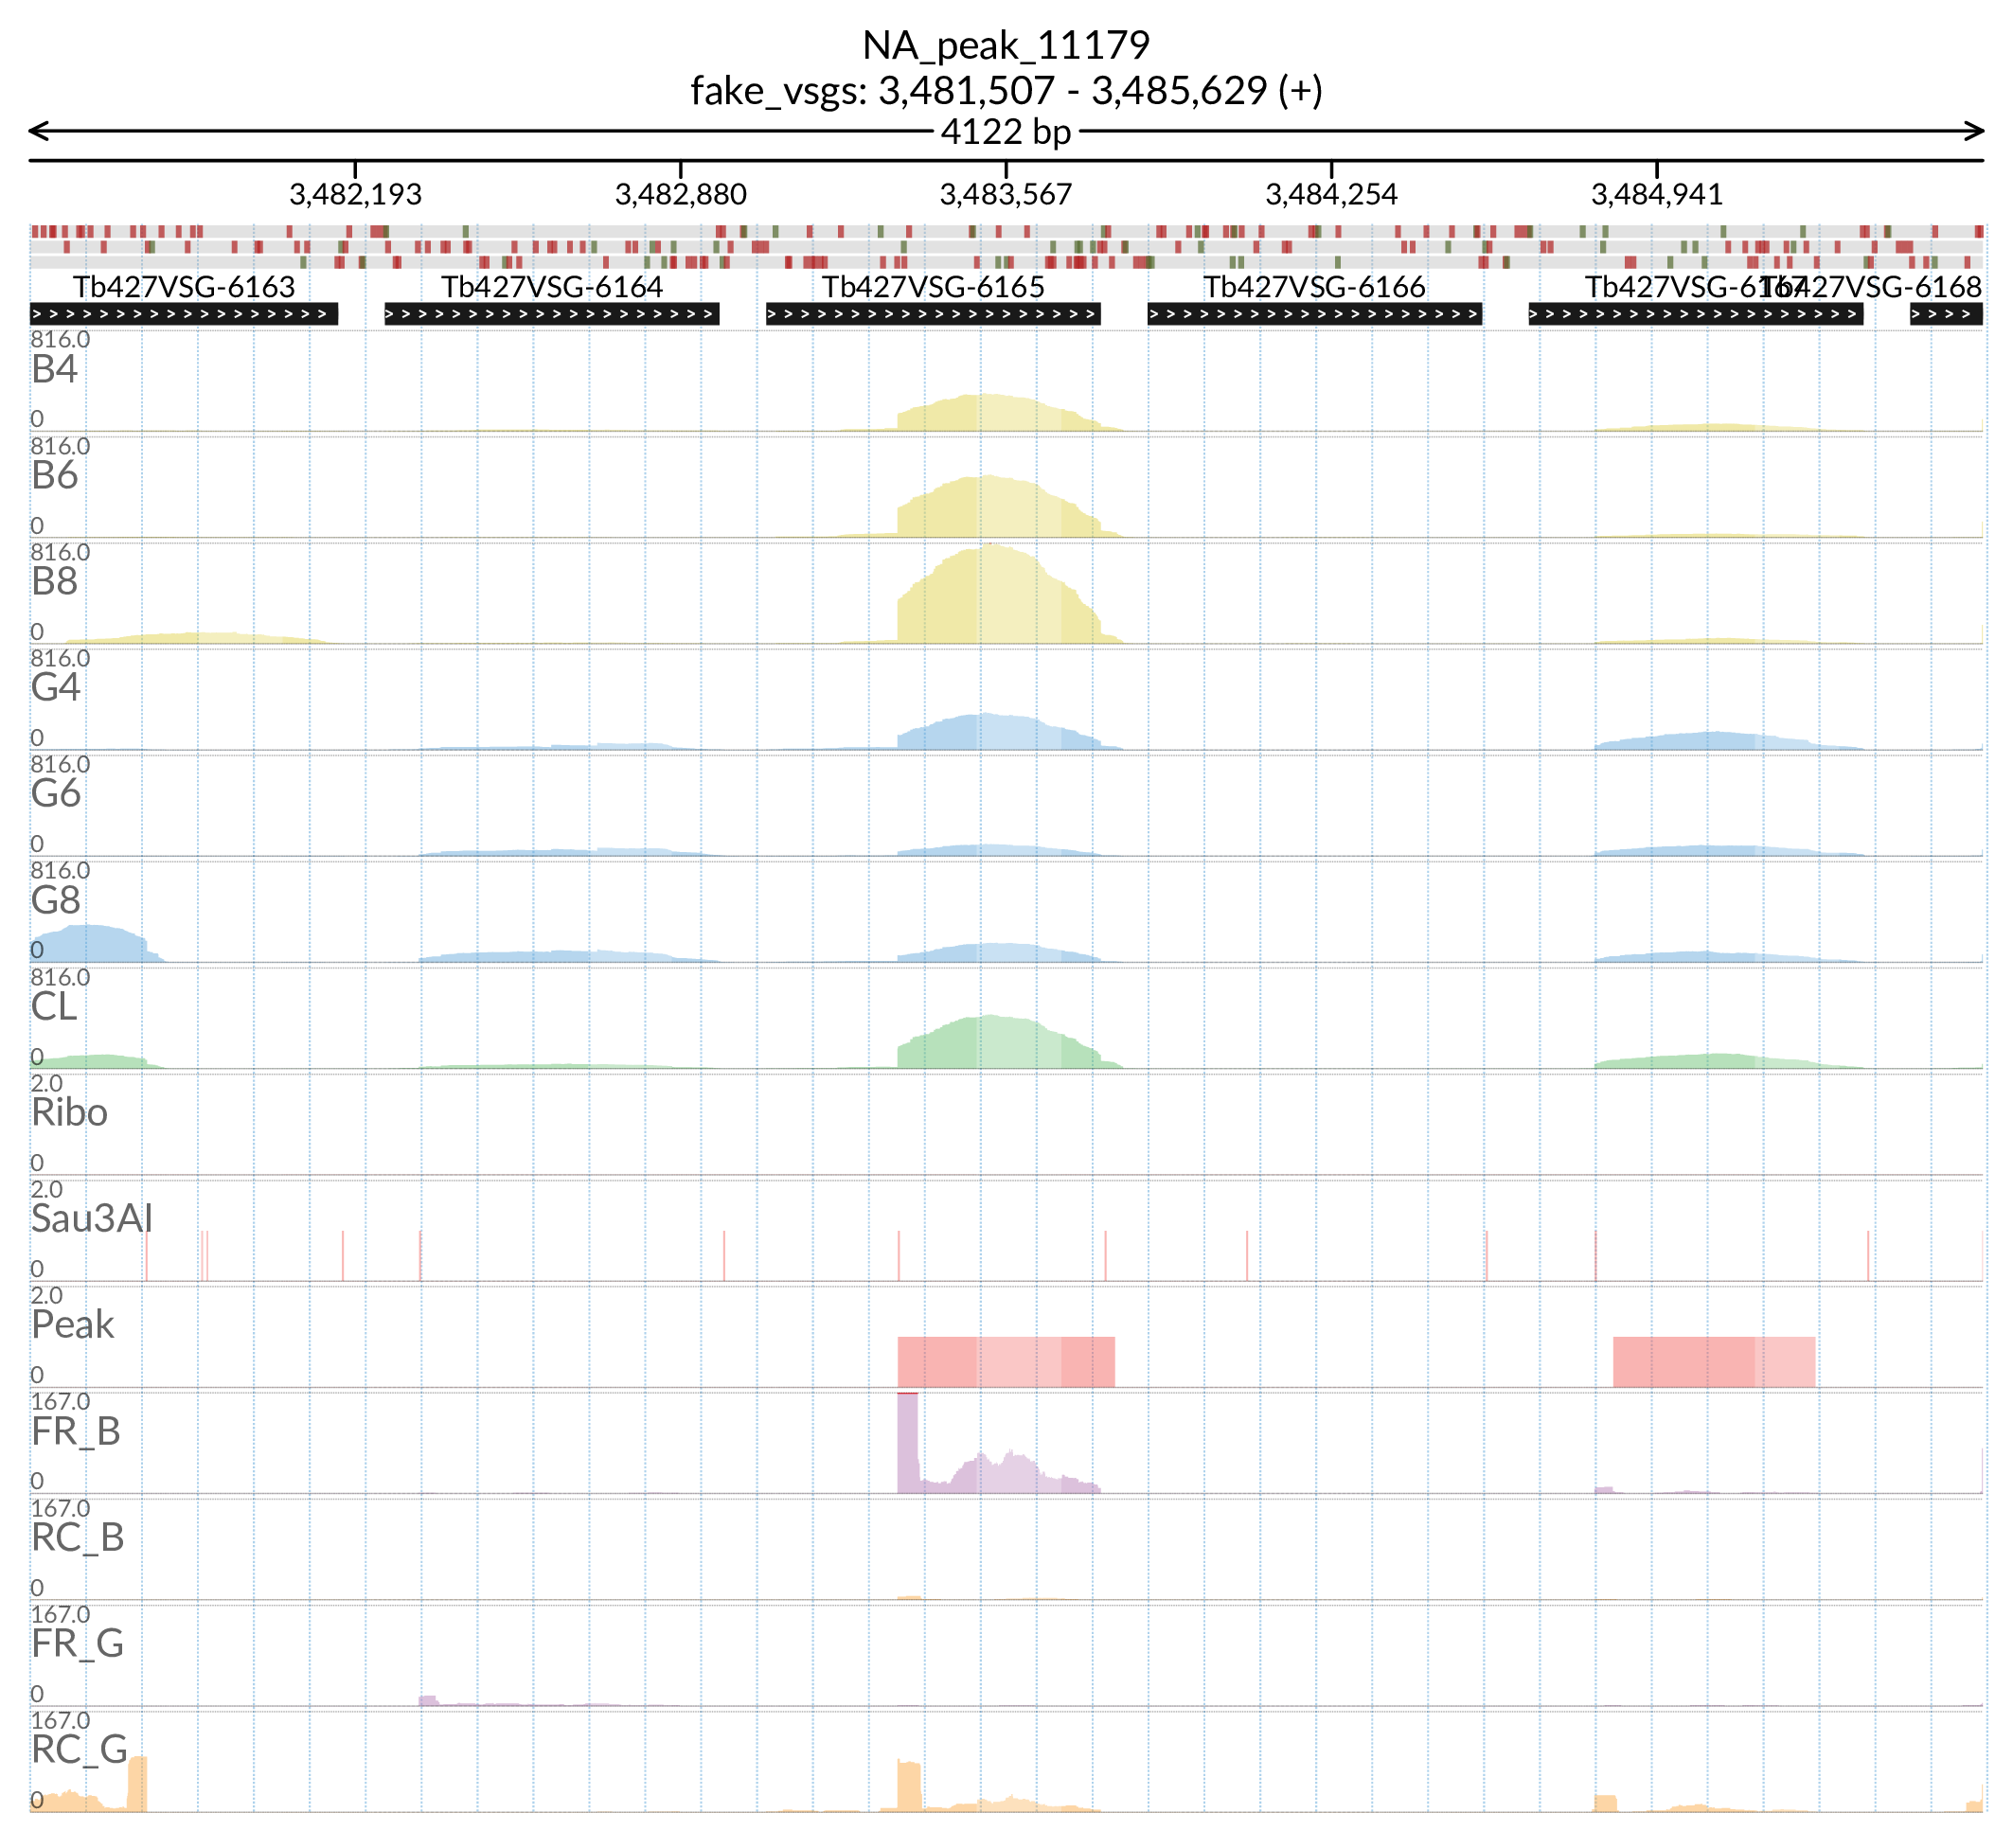 NA_peak_11179
fake_vsgs: 3,481,507 - 3,485,629 (+)
4122 bp
3,482,193 3,482,880 3,483,567 3,484,254 3,484,941
Tb427VSG-6163 Tb427VSG-6164 Tb427VSG-6165 Tb427VSG-6166 Tb427VSG-6167 Tb427VSG-6168
816.0
B4
0
816.0
B6
0
816.0
B8
0
816.0
G4
0
816.0
G6
0
816.0
G8
0
816.0
CL
0
2.0
Ribo
0
2.0
Sau3AI
0
2.0
Peak
0
167.0
FR_B
0
167.0
RC_B
0
167.0
FR_G
0
167.0
RC_G
0